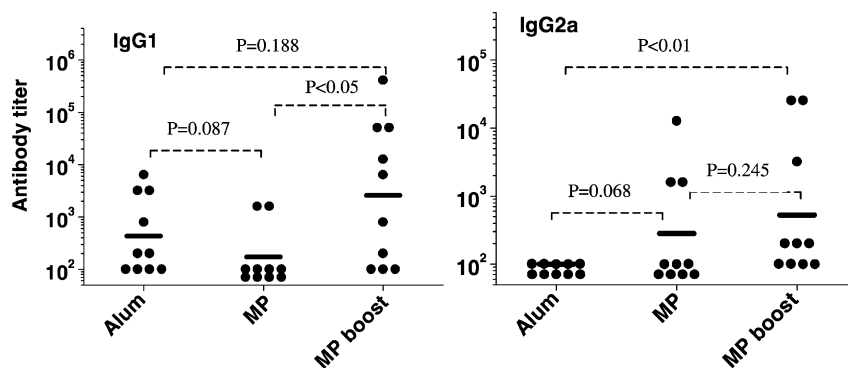 IgG1
P=0.188
P<0.05
P=0.087
Antibody titer
10^6
10^5
10^4
10^3
10^2
Alum
MP
MP boost
IgG2a
P<0.01
P=0.245
P=0.068
10^5
10^4
10^3
10^2
Alum
MP
MP boost